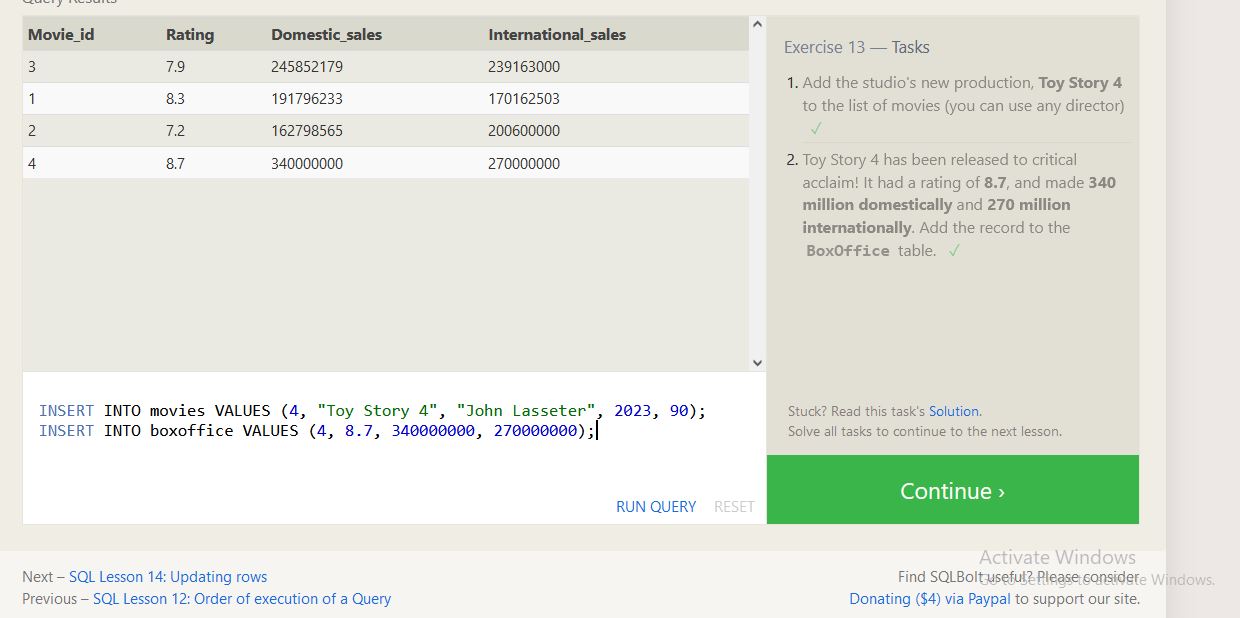 Query Results
Movie_id Rating Domestic_sales International_sales
3 7.9 245852179 239163000
1 8.3 191796233 170162503
2 7.2 162798565 200600000
4 8.7 340000000 270000000
INSERT INTO movies VALUES (4, "Toy Story 4", "John Lasseter", 2023, 90);
INSERT INTO boxoffice VALUES (4, 8.7, 340000000, 270000000);
RUN QUERY RESET
Exercise 13 — Tasks
1. Add the studio's new production, Toy Story 4
to the list of movies (you can use any director)
✓
2. Toy Story 4 has been released to critical
acclaim! It had a rating of 8.7, and made 340
million domestically and 270 million
internationally. Add the record to the
BoxOffice table. ✓
Stuck? Read this task's Solution.
Solve all tasks to continue to the next lesson.
Continue ›
Next – SQL Lesson 14: Updating rows
Previous – SQL Lesson 12: Order of execution of a Query
Find SQLBolt useful? Please consider
Donating ($4) via Paypal to support our site.
Activate Windows
Go to Settings to activate Windows.